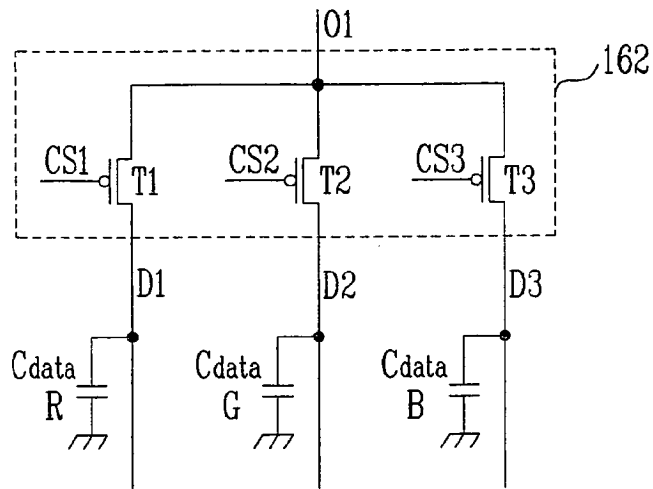 O1
162
CS1
T1
CS2
T2
CS3
T3
D1
D2
D3
Cdata
R
Cdata
G
Cdata
B